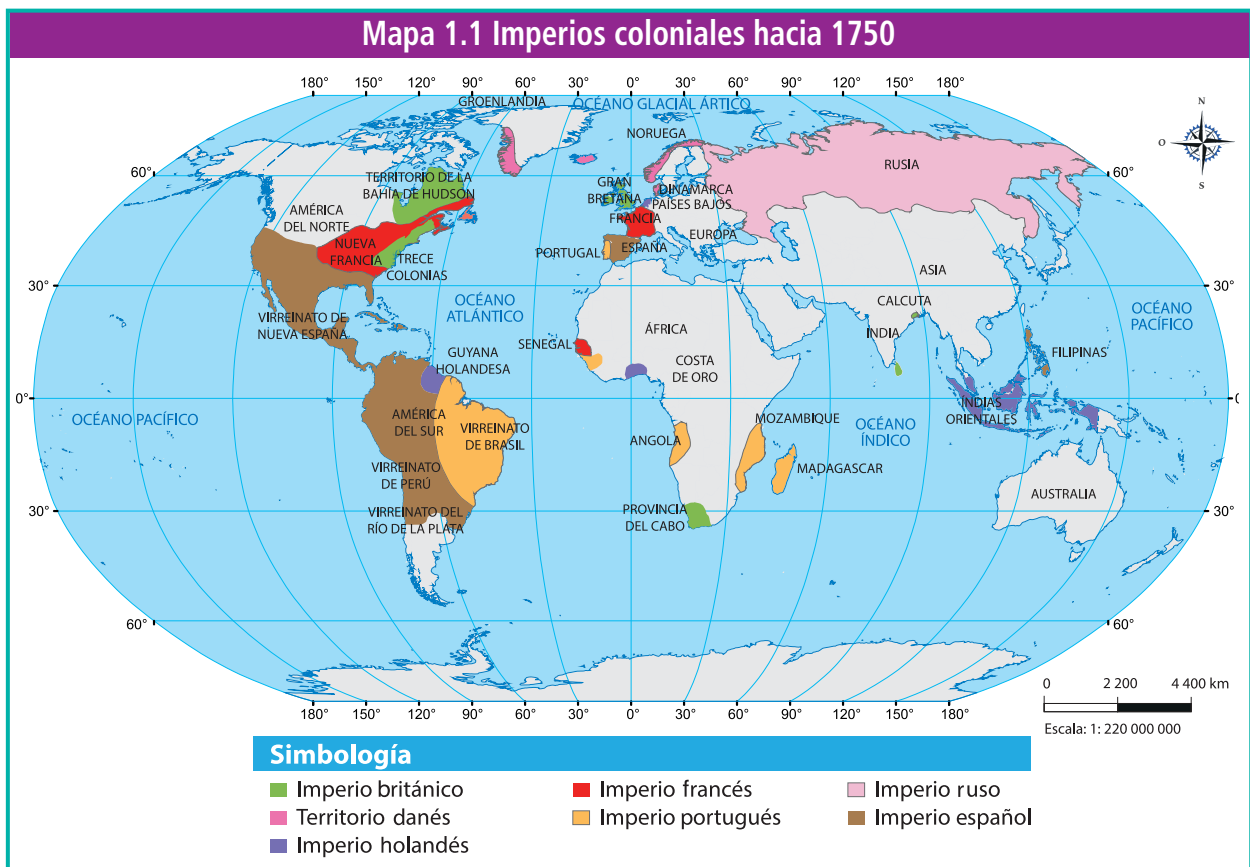 Mapa 1.1 Imperios coloniales hacia 1750
180° 150° 120° 90° 60° 30° 0° 30° 60° 90° 120° 150° 180°
GROENLANDIA
OCÉANO GLACIAL ÁRTICO
N
O
S
NORUEGA
RUSIA
60°
60°
TERRITORIO DE LA
BAHÍA DE HUDSON
GRAN
BRETAÑA
DINAMARCA
PAÍSES BAJOS
AMÉRICA
DEL NORTE
FRANCIA
EUROPA
NUEVA
FRANCIA
TRECE
COLONIAS
PORTUGAL
ESPAÑA
ASIA
30°
30°
OCÉANO
ATLÁNTICO
CALCUTA
OCÉANO
PACÍFICO
VIRREINATO DE
NUEVA ESPAÑA
ÁFRICA
INDIA
SENEGAL
GUYANA
HOLANDESA
COSTA
DE ORO
FILIPINAS
0°
OCÉANO PACÍFICO
AMÉRICA
DEL SUR
VIRREINATO
DE BRASIL
ANGOLA
MOZAMBIQUE
OCÉANO
ÍNDICO
INDIAS
ORIENTALES
VIRREINATO
DE PERÚ
MADAGASCAR
AUSTRALIA
30°
VIRREINATO DEL
RÍO DE LA PLATA
PROVINCIA
DEL CABO
30°
60°
60°
0 2 200 4 400 km
Escala: 1: 220 000 000
180° 150° 120° 90° 60° 30° 0° 30° 60° 90° 120° 150° 180°
Simbología
Imperio británico
Territorio danés
Imperio holandés
Imperio francés
Imperio portugués
Imperio ruso
Imperio español